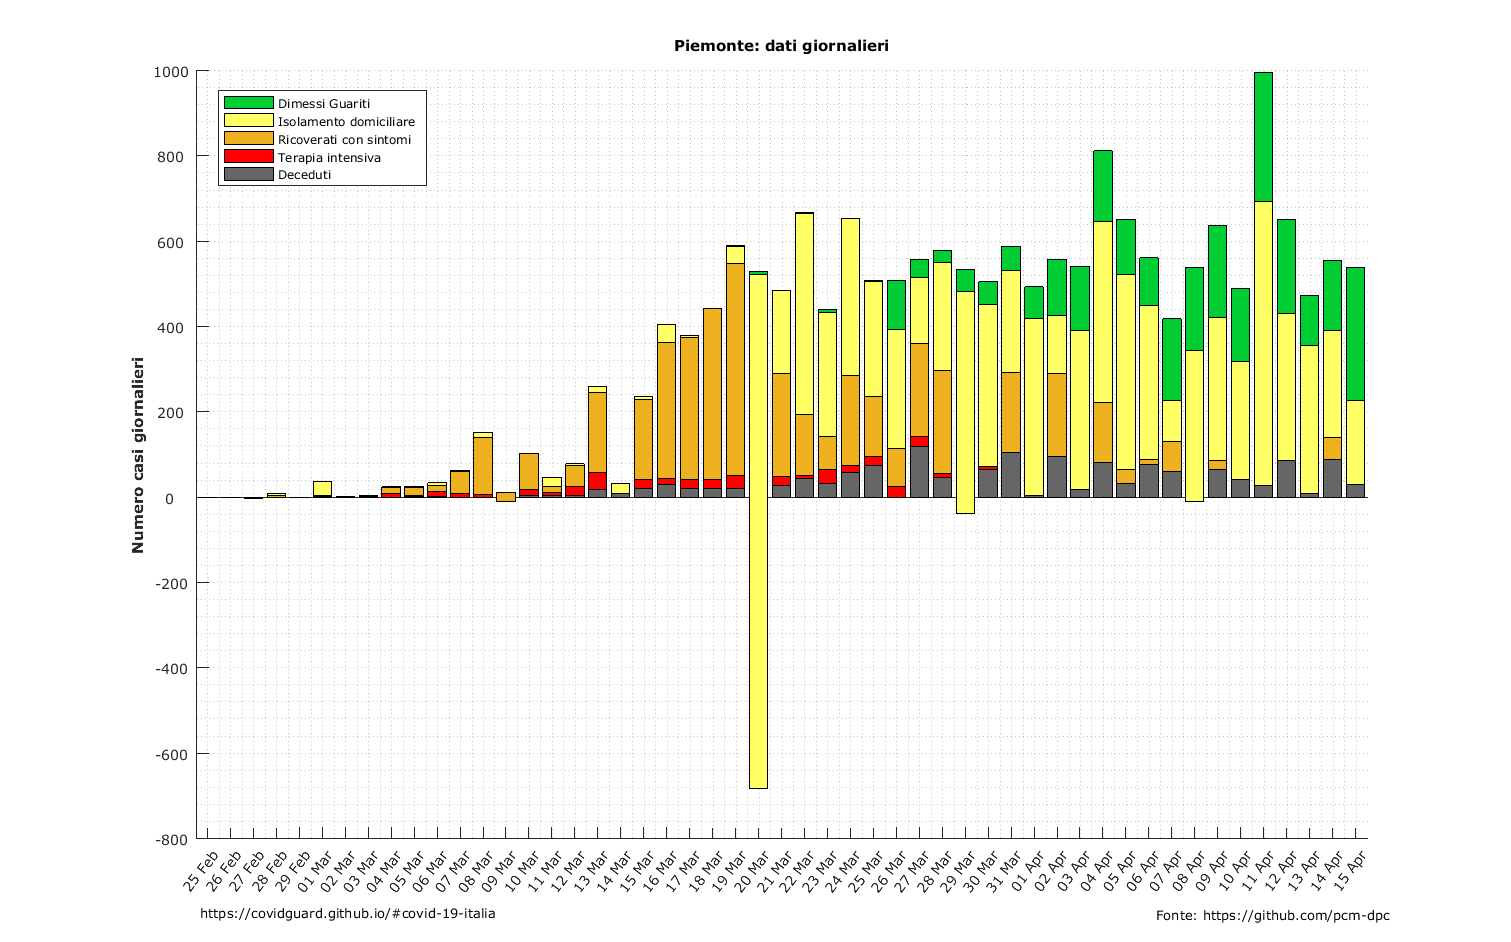 Piemonte: dati giornalieri
1000
800
600
400
200
0
-200
-400
-600
-800
Numero casi giornalieri
Dimessi Guariti
Isolamento domiciliare
Ricoverati con sintomi
Terapia intensiva
Deceduti
25 Feb
26 Feb
27 Feb
28 Feb
29 Feb
01 Mar
02 Mar
03 Mar
04 Mar
05 Mar
06 Mar
07 Mar
08 Mar
09 Mar
10 Mar
11 Mar
12 Mar
13 Mar
14 Mar
15 Mar
16 Mar
17 Mar
18 Mar
19 Mar
20 Mar
21 Mar
22 Mar
23 Mar
24 Mar
25 Mar
26 Mar
27 Mar
28 Mar
29 Mar
30 Mar
31 Mar
01 Apr
02 Apr
03 Apr
04 Apr
05 Apr
06 Apr
07 Apr
08 Apr
09 Apr
10 Apr
11 Apr
12 Apr
13 Apr
14 Apr
15 Apr
https://covidguard.github.io/#covid-19-italia
Fonte: https://github.com/pcm-dpc